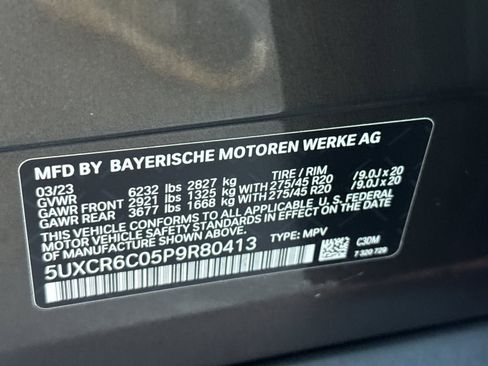 MFD BY BAYERISCHE MOTOREN WERKE AG
03/23 TIRE / RIM
GVWR 6232 lbs 2827 kg
GAWR FRONT 2921 lbs 1325 kg WITH 275/45 R20 /9.0J x 20
GAWR REAR 3677 lbs 1668 kg WITH 275/45 R20 /9.0J x 20
THIS VEHICLE CONFORMS TO ALL APPLICABLE U.S. FEDERAL
MOTOR VEHICLE SAFETY STANDARDS IN EFFECT ON THE DATE
OF MANUFACTURE SHOWN ABOVE.
5UXCR6C05P9R80413 TYPE: MPV
C3DM
7 320 729